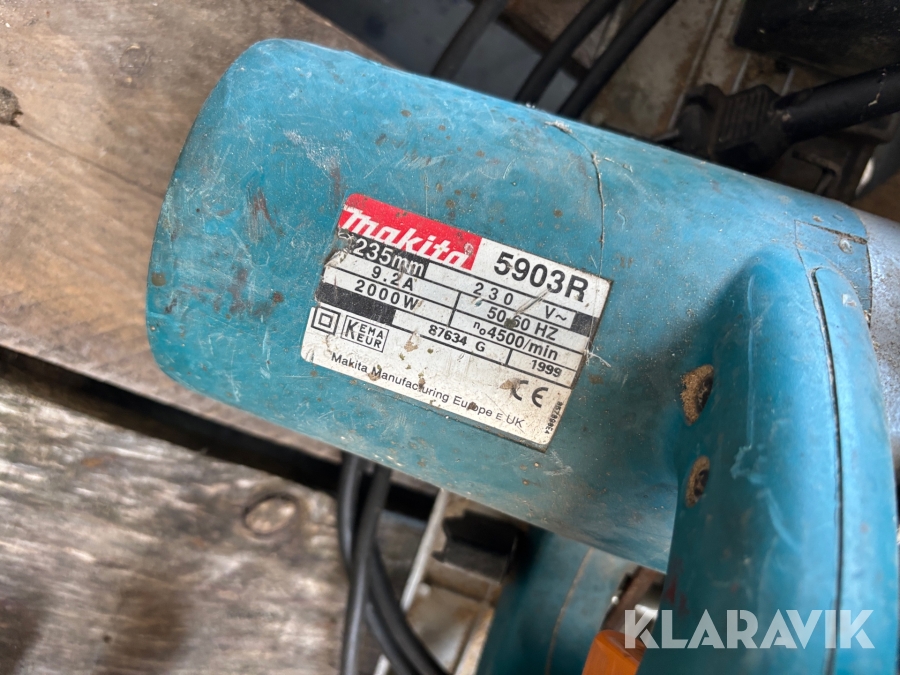 makita 5903R
235mm 230 V~
9.2A 50-60 HZ
2000W n₀4500/min
87634 G 1999
KEMA
KEUR
CE
Makita Manufacturing Europe E UK
KLARAVIK